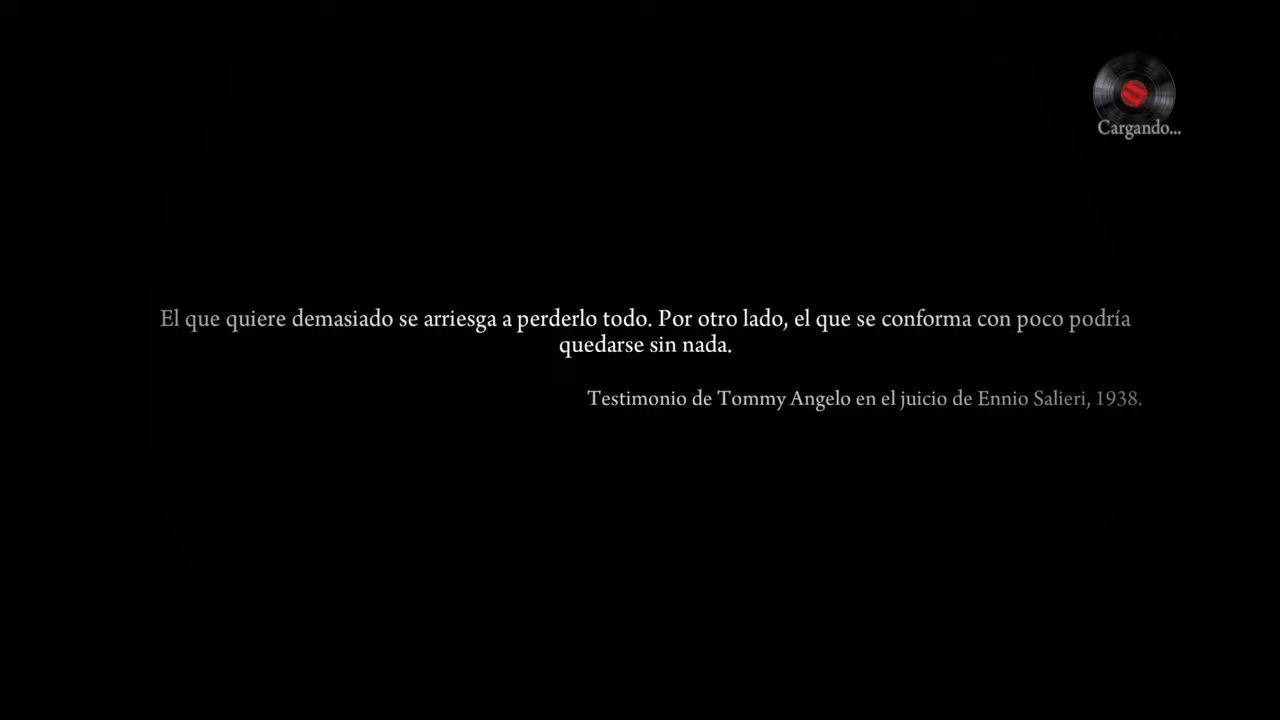 Cargando...
El que quiere demasiado se arriesga a perderlo todo. Por otro lado, el que se conforma con poco podría
quedarse sin nada.
Testimonio de Tommy Angelo en el juicio de Ennio Salieri, 1938.